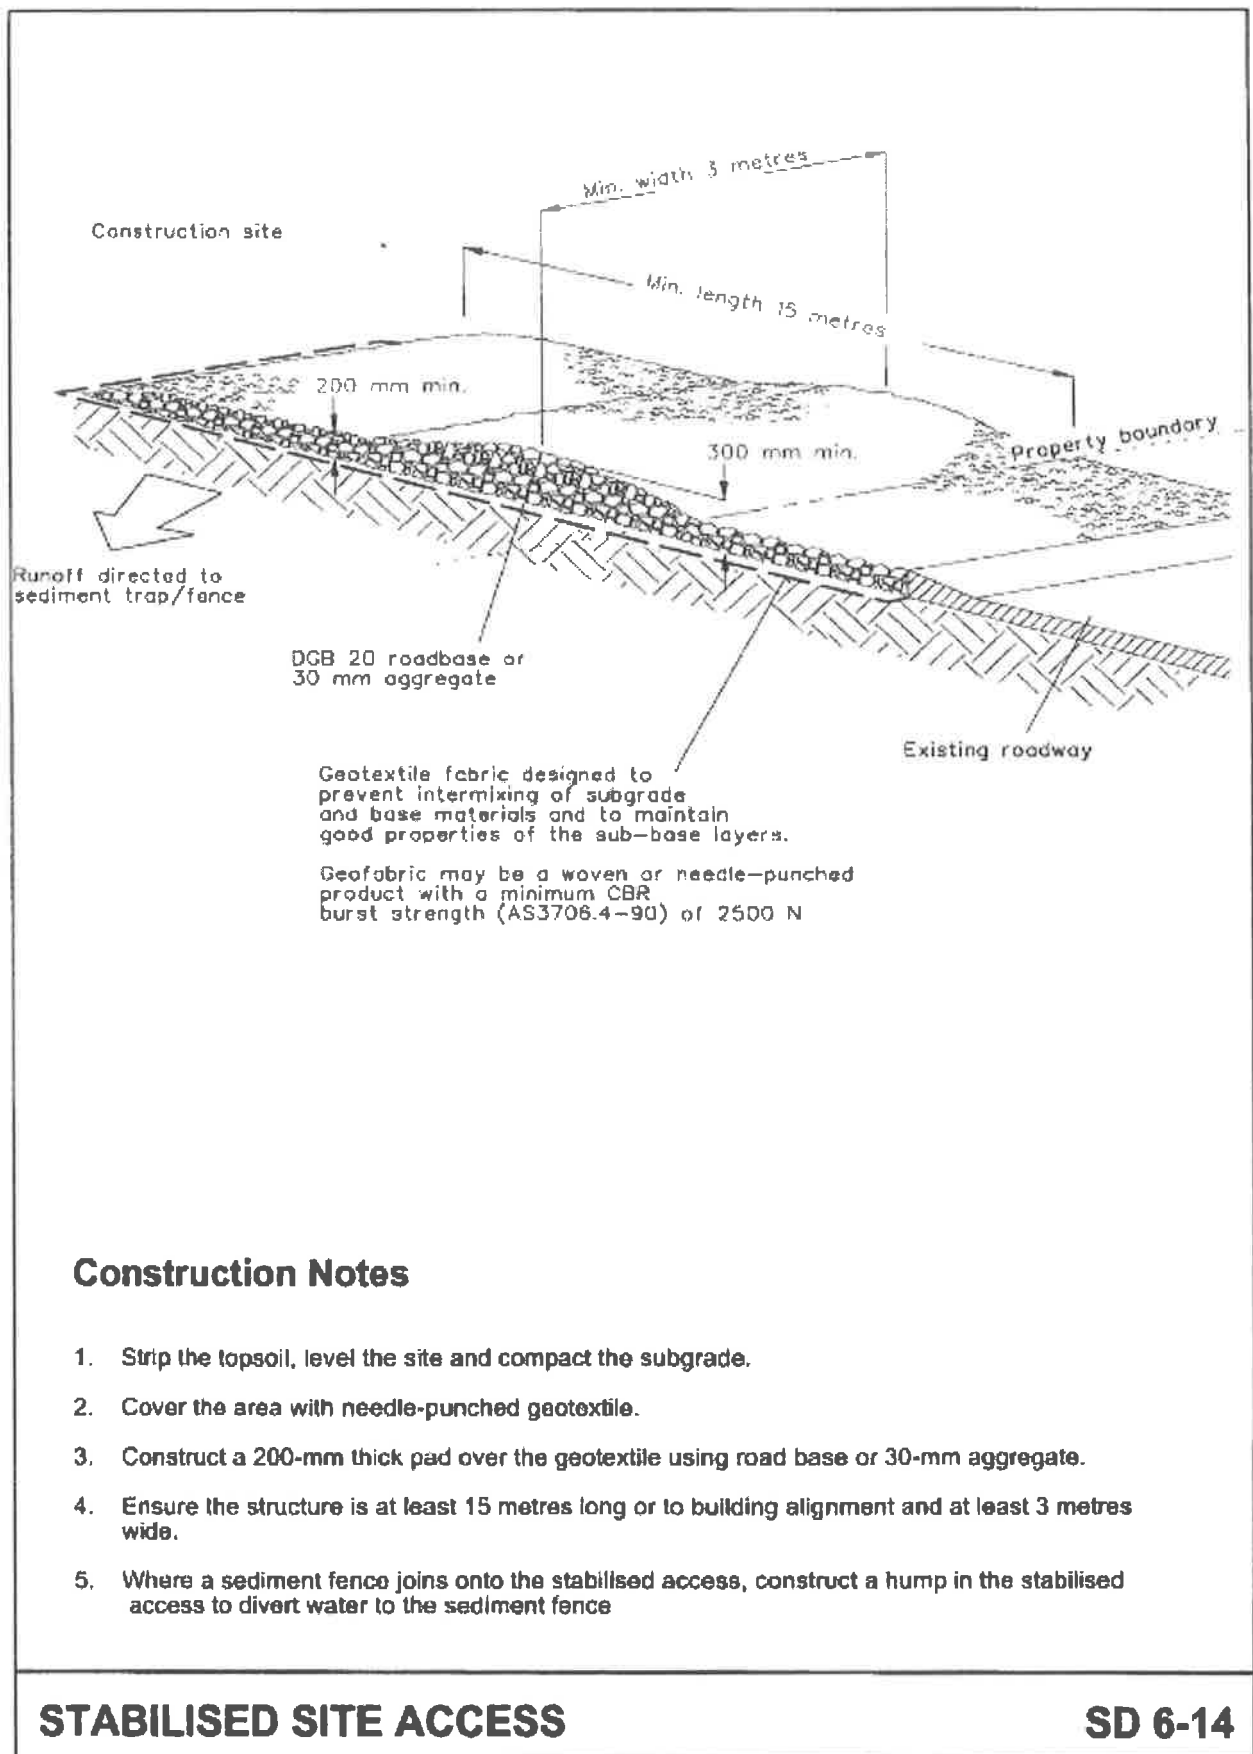 Min. width 3 metres
Construction site
Min. length 15 metres
200 mm min.
Property boundary
300 mm min.
Runoff directed to
sediment trap/fence
DGB 20 roadbase or
30 mm aggregate
Existing roadway
Geotextile fabric designed to
prevent intermixing of subgrade
and base materials and to maintain
good properties of the sub-base layers.
Geofabric may be a woven or needle-punched
product with a minimum CBR
burst strength (AS3706.4-90) of 2500 N
Construction Notes
1. Strip the topsoil, level the site and compact the subgrade.
2. Cover the area with needle-punched geotextile.
3. Construct a 200-mm thick pad over the geotextile using road base or 30-mm aggregate.
4. Ensure the structure is at least 15 metres long or to building alignment and at least 3 metres
wide.
5. Where a sediment fence joins onto the stabilised access, construct a hump in the stabilised
access to divert water to the sediment fence
STABILISED SITE ACCESS
SD 6-14